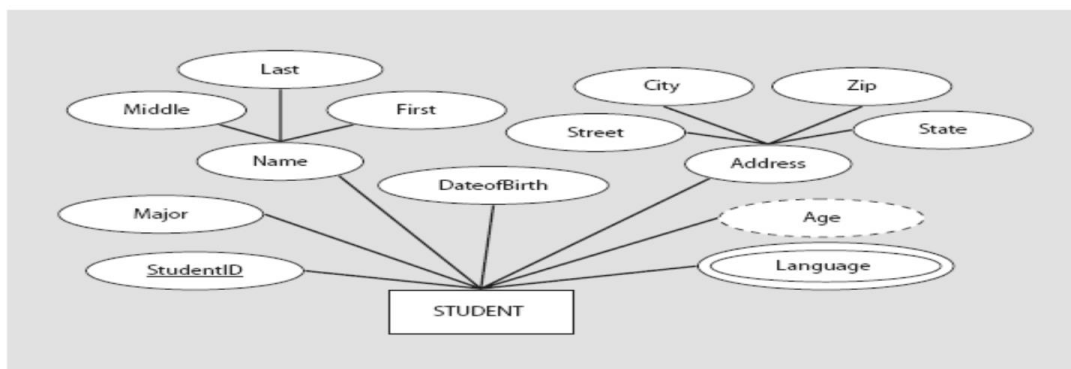 Last
City
Zip
Middle
First
Street
State
Name
Address
DateofBirth
Major
Age
StudentID
Language
STUDENT